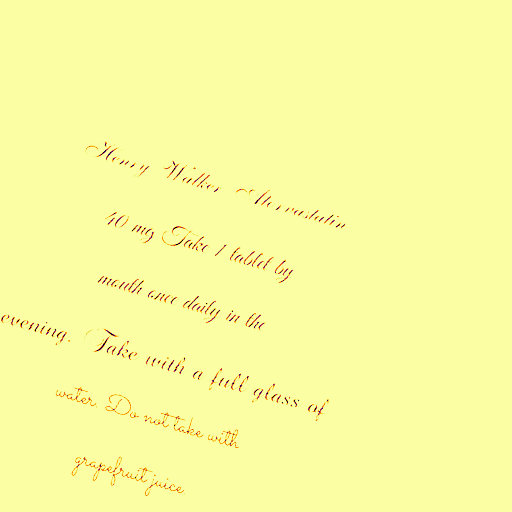 Henry Walker Atorvastatin
40 mg Take 1 tablet by
mouth once daily in the
evening. Take with a full glass of
water. Do not take with
grapefruit juice